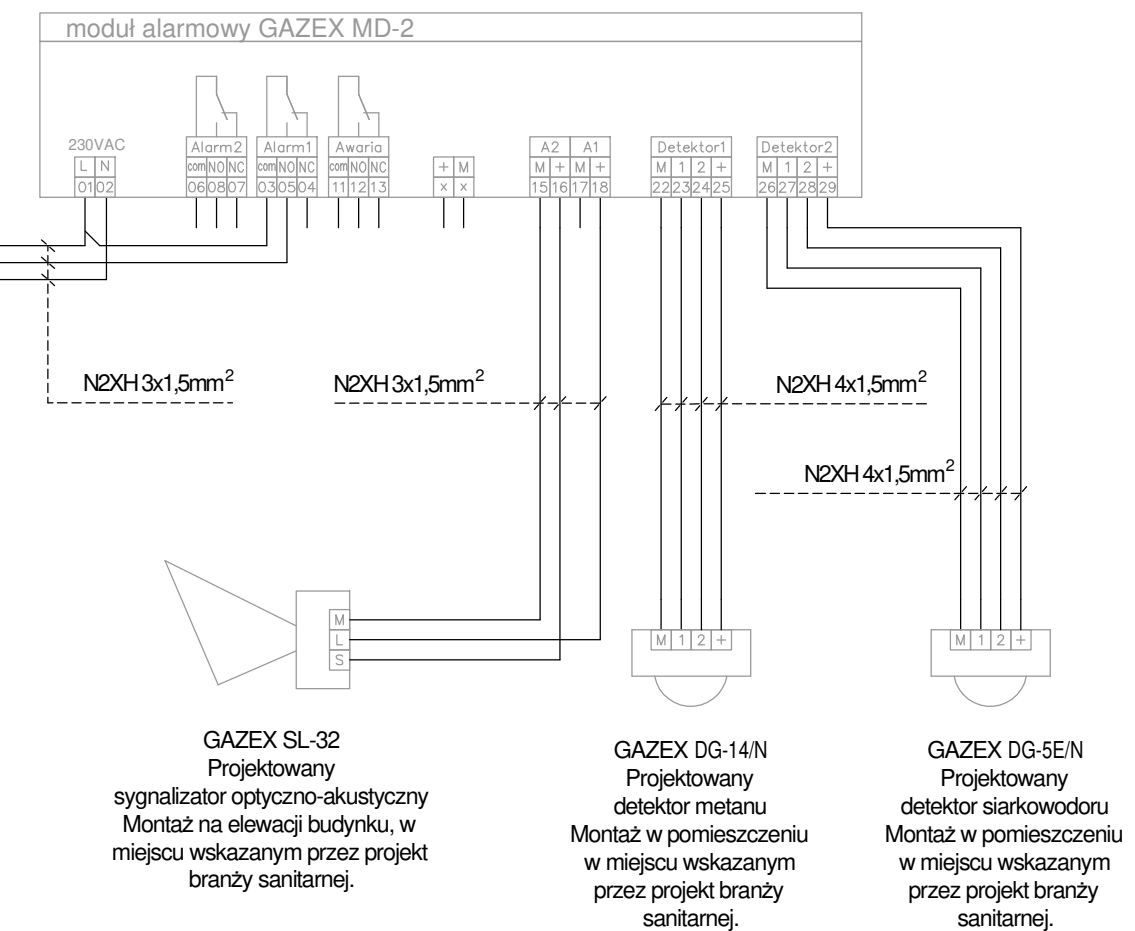 moduł alarmowy GAZEX MD-2
230VAC
L N
01 02
Alarm2
com NO NC
06 08 07
Alarm1
com NO NC
03 05 04
Awaria
com NO NC
11 12 13
+ M
x x
A2 A1
M + M +
15 16 17 18
Detektor1
M 1 2 +
22 23 24 25
Detektor2
M 1 2 +
26 27 28 29
N2XH 3x1,5mm²
N2XH 3x1,5mm²
N2XH 4x1,5mm²
N2XH 4x1,5mm²
M
L
S
M 1 2 +
M 1 2 +
GAZEX SL-32
Projektowany
sygnalizator optyczno-akustyczny
Montaż na elewacji budynku, w
miejscu wskazanym przez projekt
branży sanitarnej.
GAZEX DG-14/N
Projektowany
detektor metanu
Montaż w pomieszczeniu
w miejscu wskazanym
przez projekt branży
sanitarnej.
GAZEX DG-5E/N
Projektowany
detektor siarkowodoru
Montaż w pomieszczeniu
w miejscu wskazanym
przez projekt branży
sanitarnej.